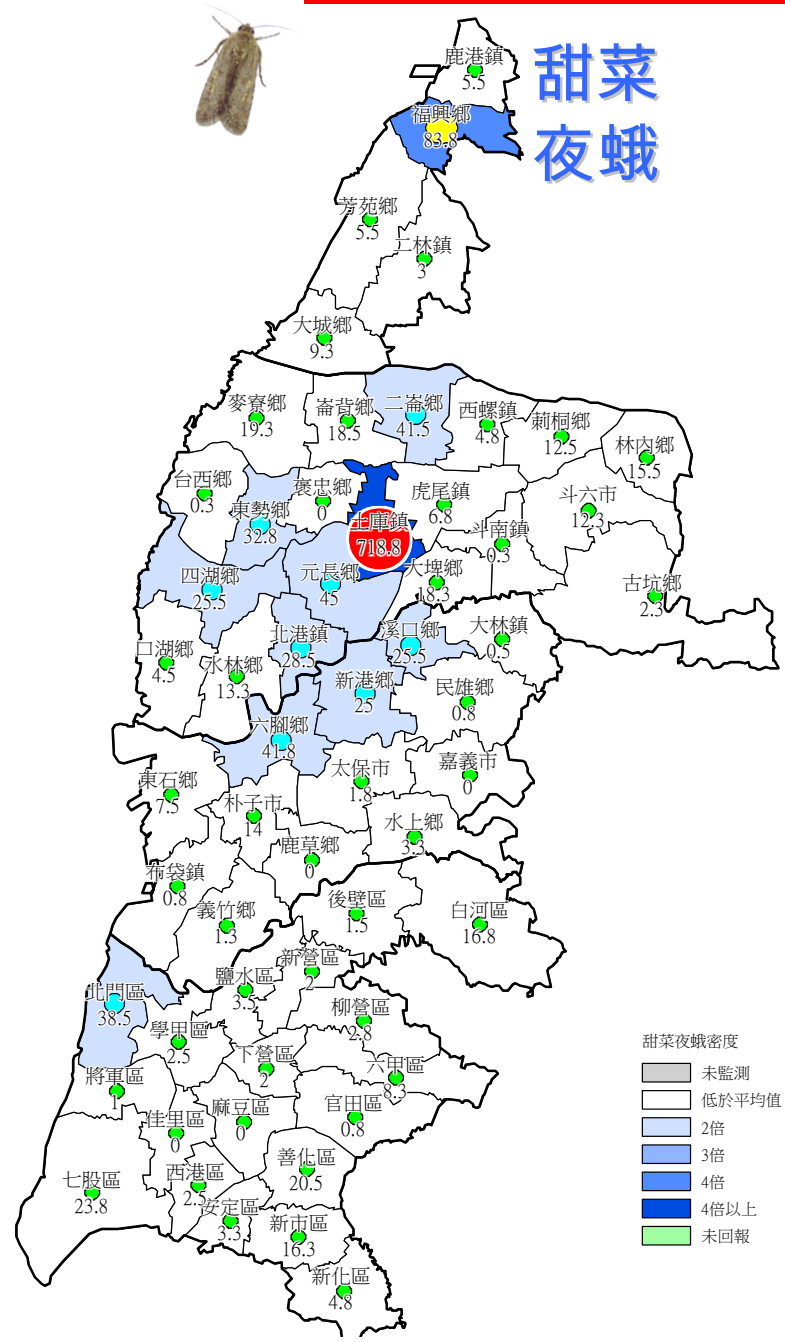 甜菜
夜蛾
鹿港鎮
5.5
福興鄉
83.8
芳苑鄉
5.5
二林鎮
3
大城鄉
9.3
麥寮鄉
19.3
崙背鄉
18.5
二崙鄉
41.5
西螺鎮
4.8
莿桐鄉
12.5
林內鄉
15.5
台西鄉
0.3
東勢鄉
32.8
褒忠鄉
0
土庫鎮
718.8
虎尾鎮
6.8
斗南鎮
0.3
斗六市
12.3
四湖鄉
25.5
元長鄉
45
大埤鄉
18.3
古坑鄉
2.3
口湖鄉
4.5
水林鄉
13.3
北港鎮
28.5
溪口鄉
25.5
大林鎮
0.5
新港鄉
25
民雄鄉
0.8
六腳鄉
41.8
東石鄉
7.5
朴子市
14
太保市
1.8
嘉義市
0
鹿草鄉
0
水上鄉
3.3
布袋鎮
0.8
義竹鄉
1.3
後壁區
1.5
白河區
16.8
北門區
38.5
鹽水區
3.5
新營區
2
學甲區
2.5
下營區
2
柳營區
2.8
六甲區
8.3
將軍區
1
佳里區
0
麻豆區
0
官田區
0.8
七股區
23.8
西港區
2.5
善化區
20.5
安定區
3.3
新市區
16.3
新化區
4.8
甜菜夜蛾密度
未監測
低於平均值
2倍
3倍
4倍
4倍以上
未回報